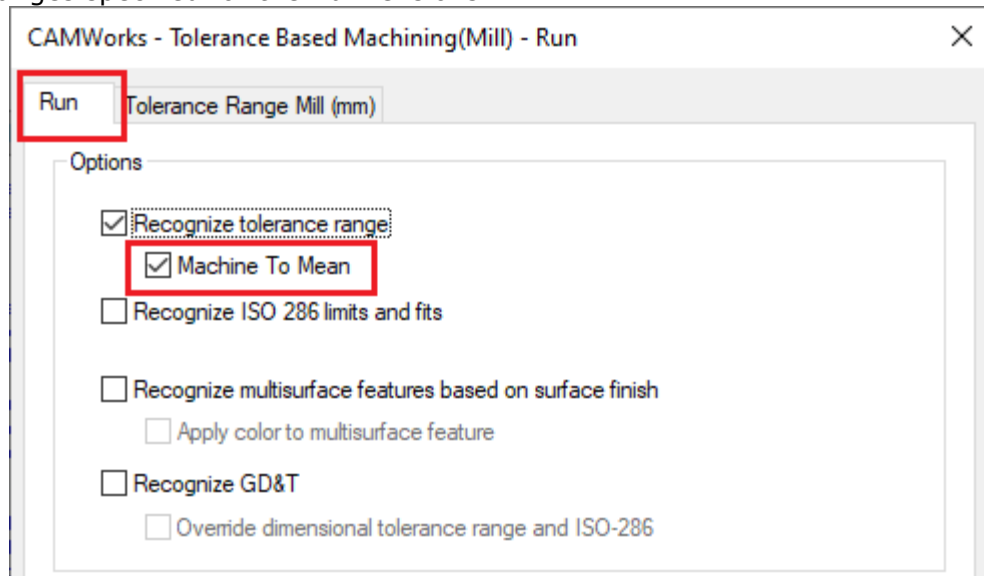 CAMWorks - Tolerance Based Machining(Mill) - Run
Run
Tolerance Range Mill (mm)
Options
Recognize tolerance range
Machine To Mean
Recognize ISO 286 limits and fits
Recognize multisurface features based on surface finish
Apply color to multisurface feature
Recognize GD&T
Override dimensional tolerance range and ISO-286